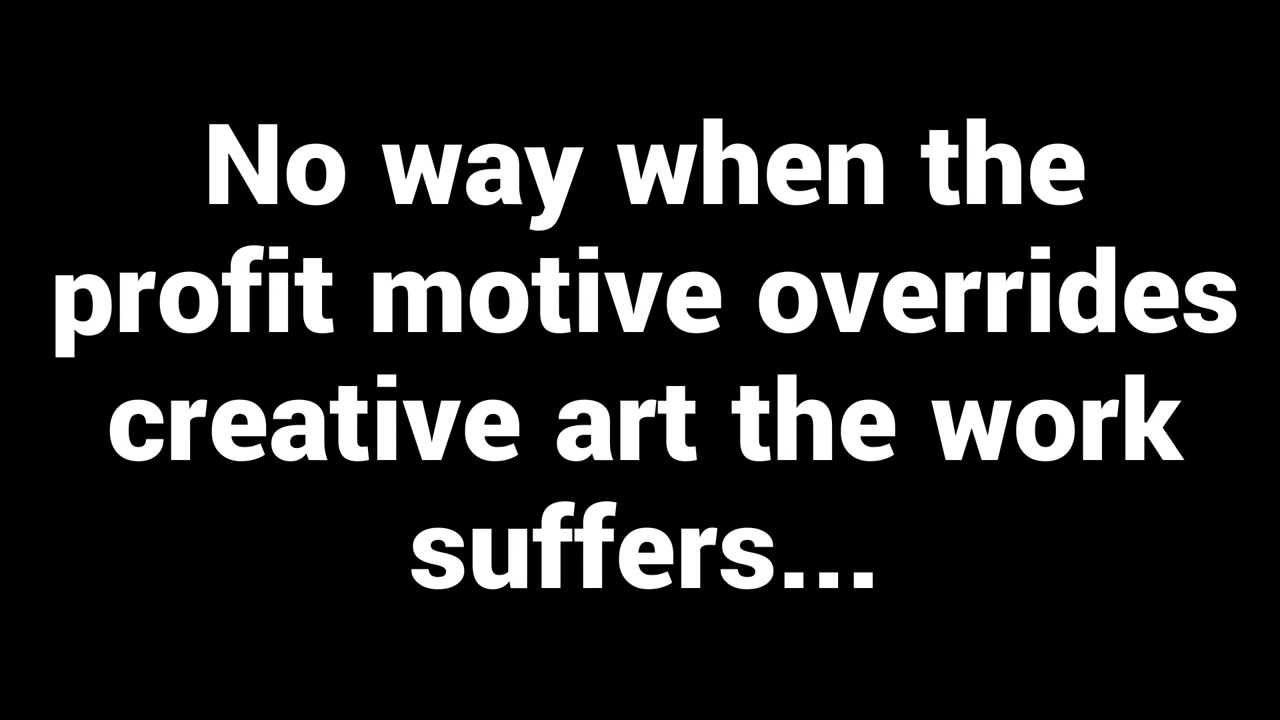 No way when the
profit motive overrides
creative art the work
suffers...